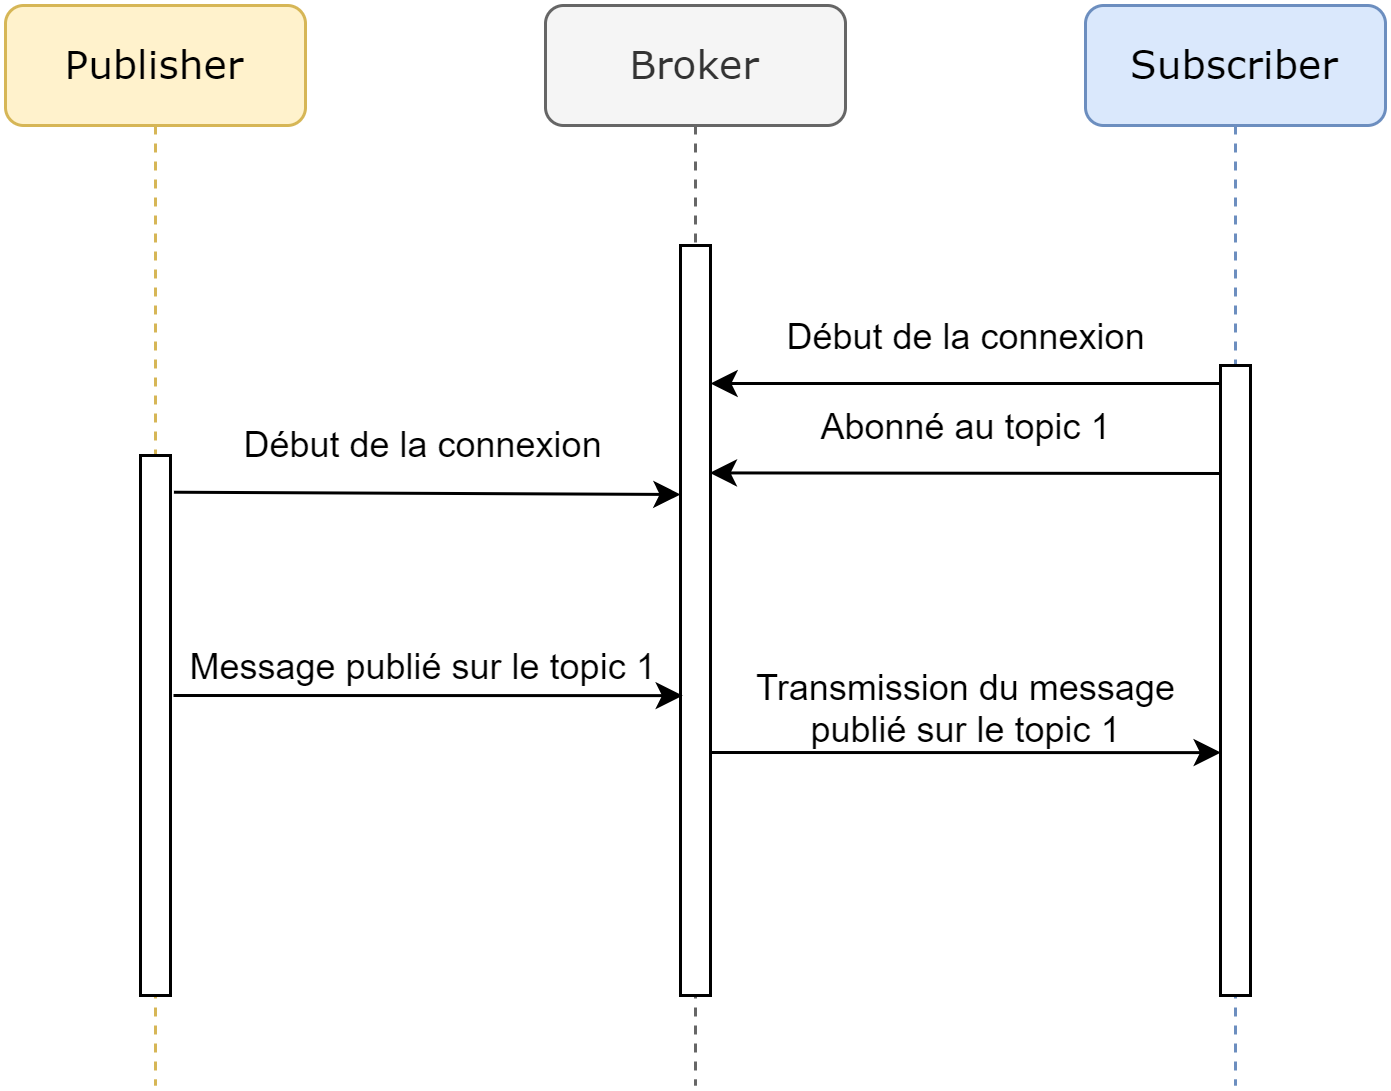 Publisher
Broker
Subscriber
Début de la connexion
Abonné au topic 1
Début de la connexion
Message publié sur le topic 1
Transmission du message
publié sur le topic 1